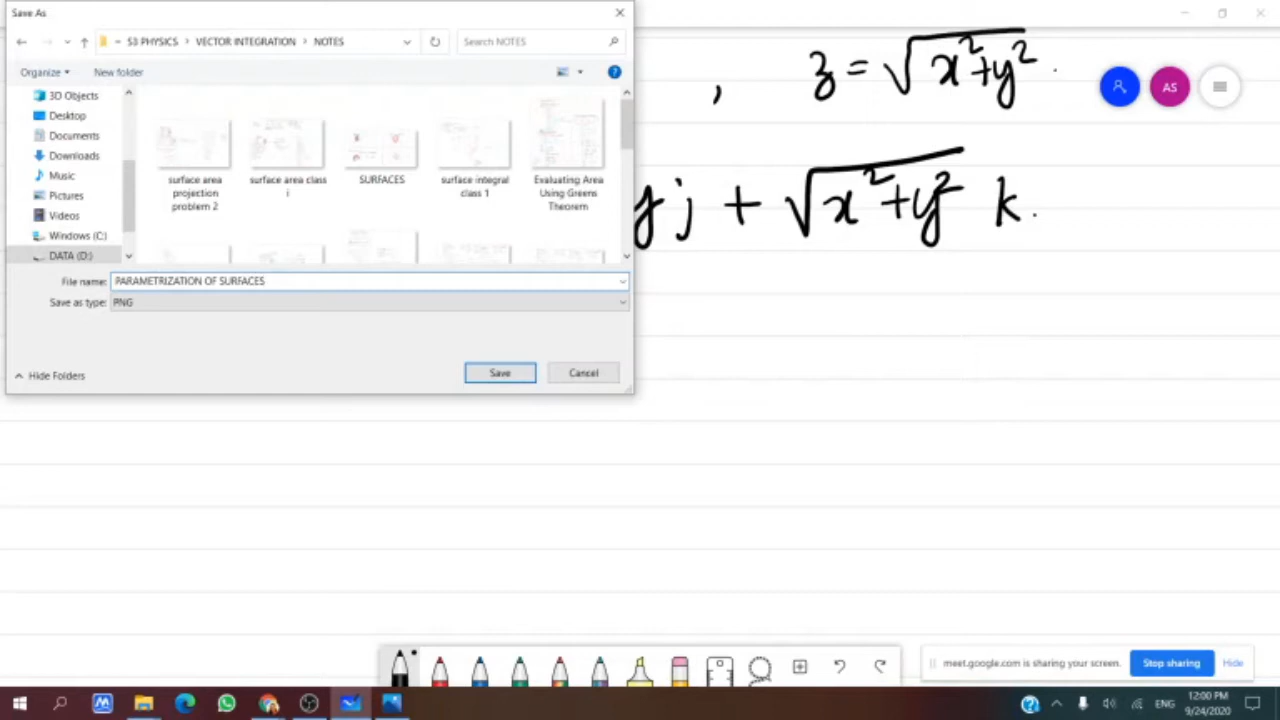 Save As
S3 PHYSICS > VECTOR INTEGRATION > NOTES
Search NOTES
Organize
New folder
3D Objects
Desktop
Documents
Downloads
Music
Pictures
Videos
Windows (C:)
DATA (D:)
surface area projection problem 2
surface area class i
SURFACES
surface integral class 1
Evaluating Area Using Greens Theorem
File name: PARAMETRIZATION OF SURFACES
Save as type: PNG
Hide Folders
Save
Cancel
, z = √(x²+y²) .
y j + √(x²+y²) k .
AS
meet.google.com is sharing your screen.
Stop sharing
Hide
ENG
12:00 PM
9/24/2020